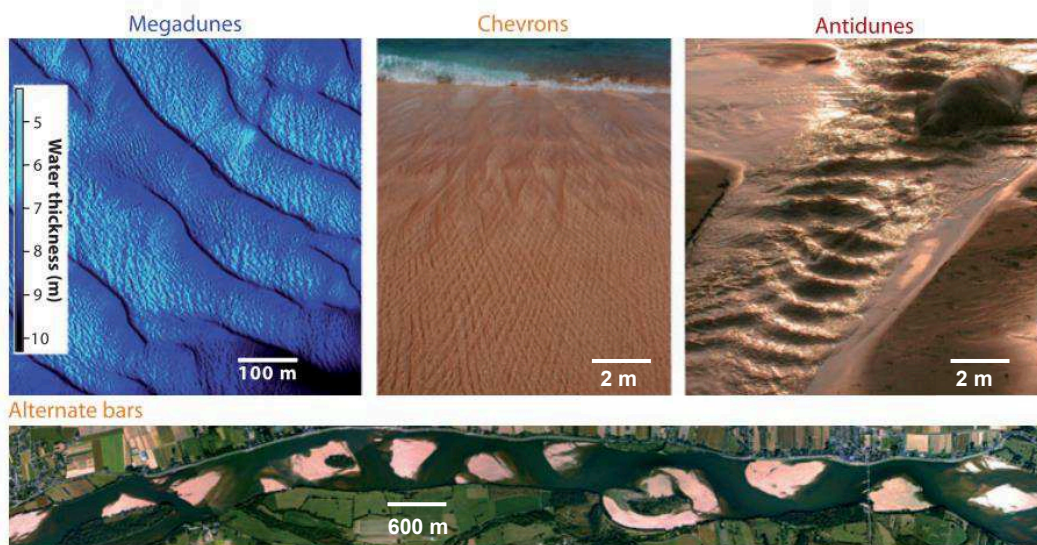 Megadunes
Chevrons
Antidunes
5
6
7
8
9
10
Water thickness (m)
100 m
2 m
2 m
Alternate bars
600 m